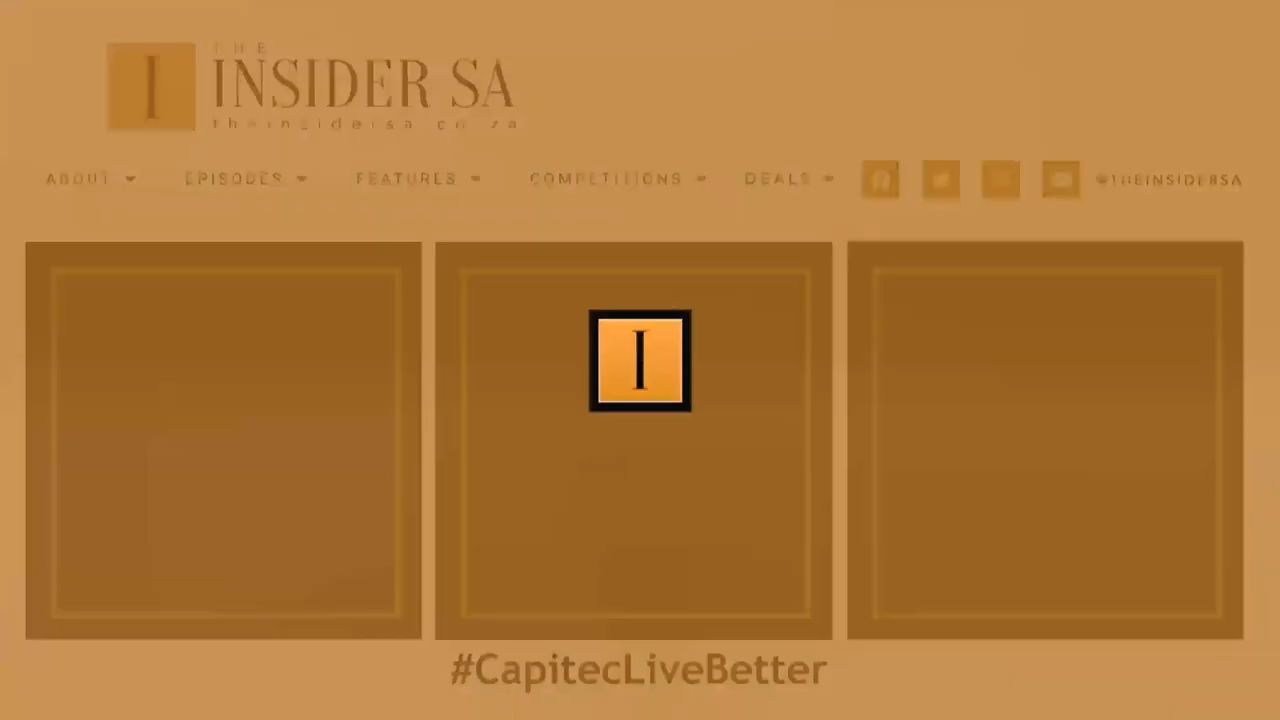 I
THE
INSIDER SA
theinsidersa.co.za
ABOUT
EPISODES
FEATURES
COMPETITIONS
DEALS
@THEINSIDERSA
I
#CapitecLiveBetter